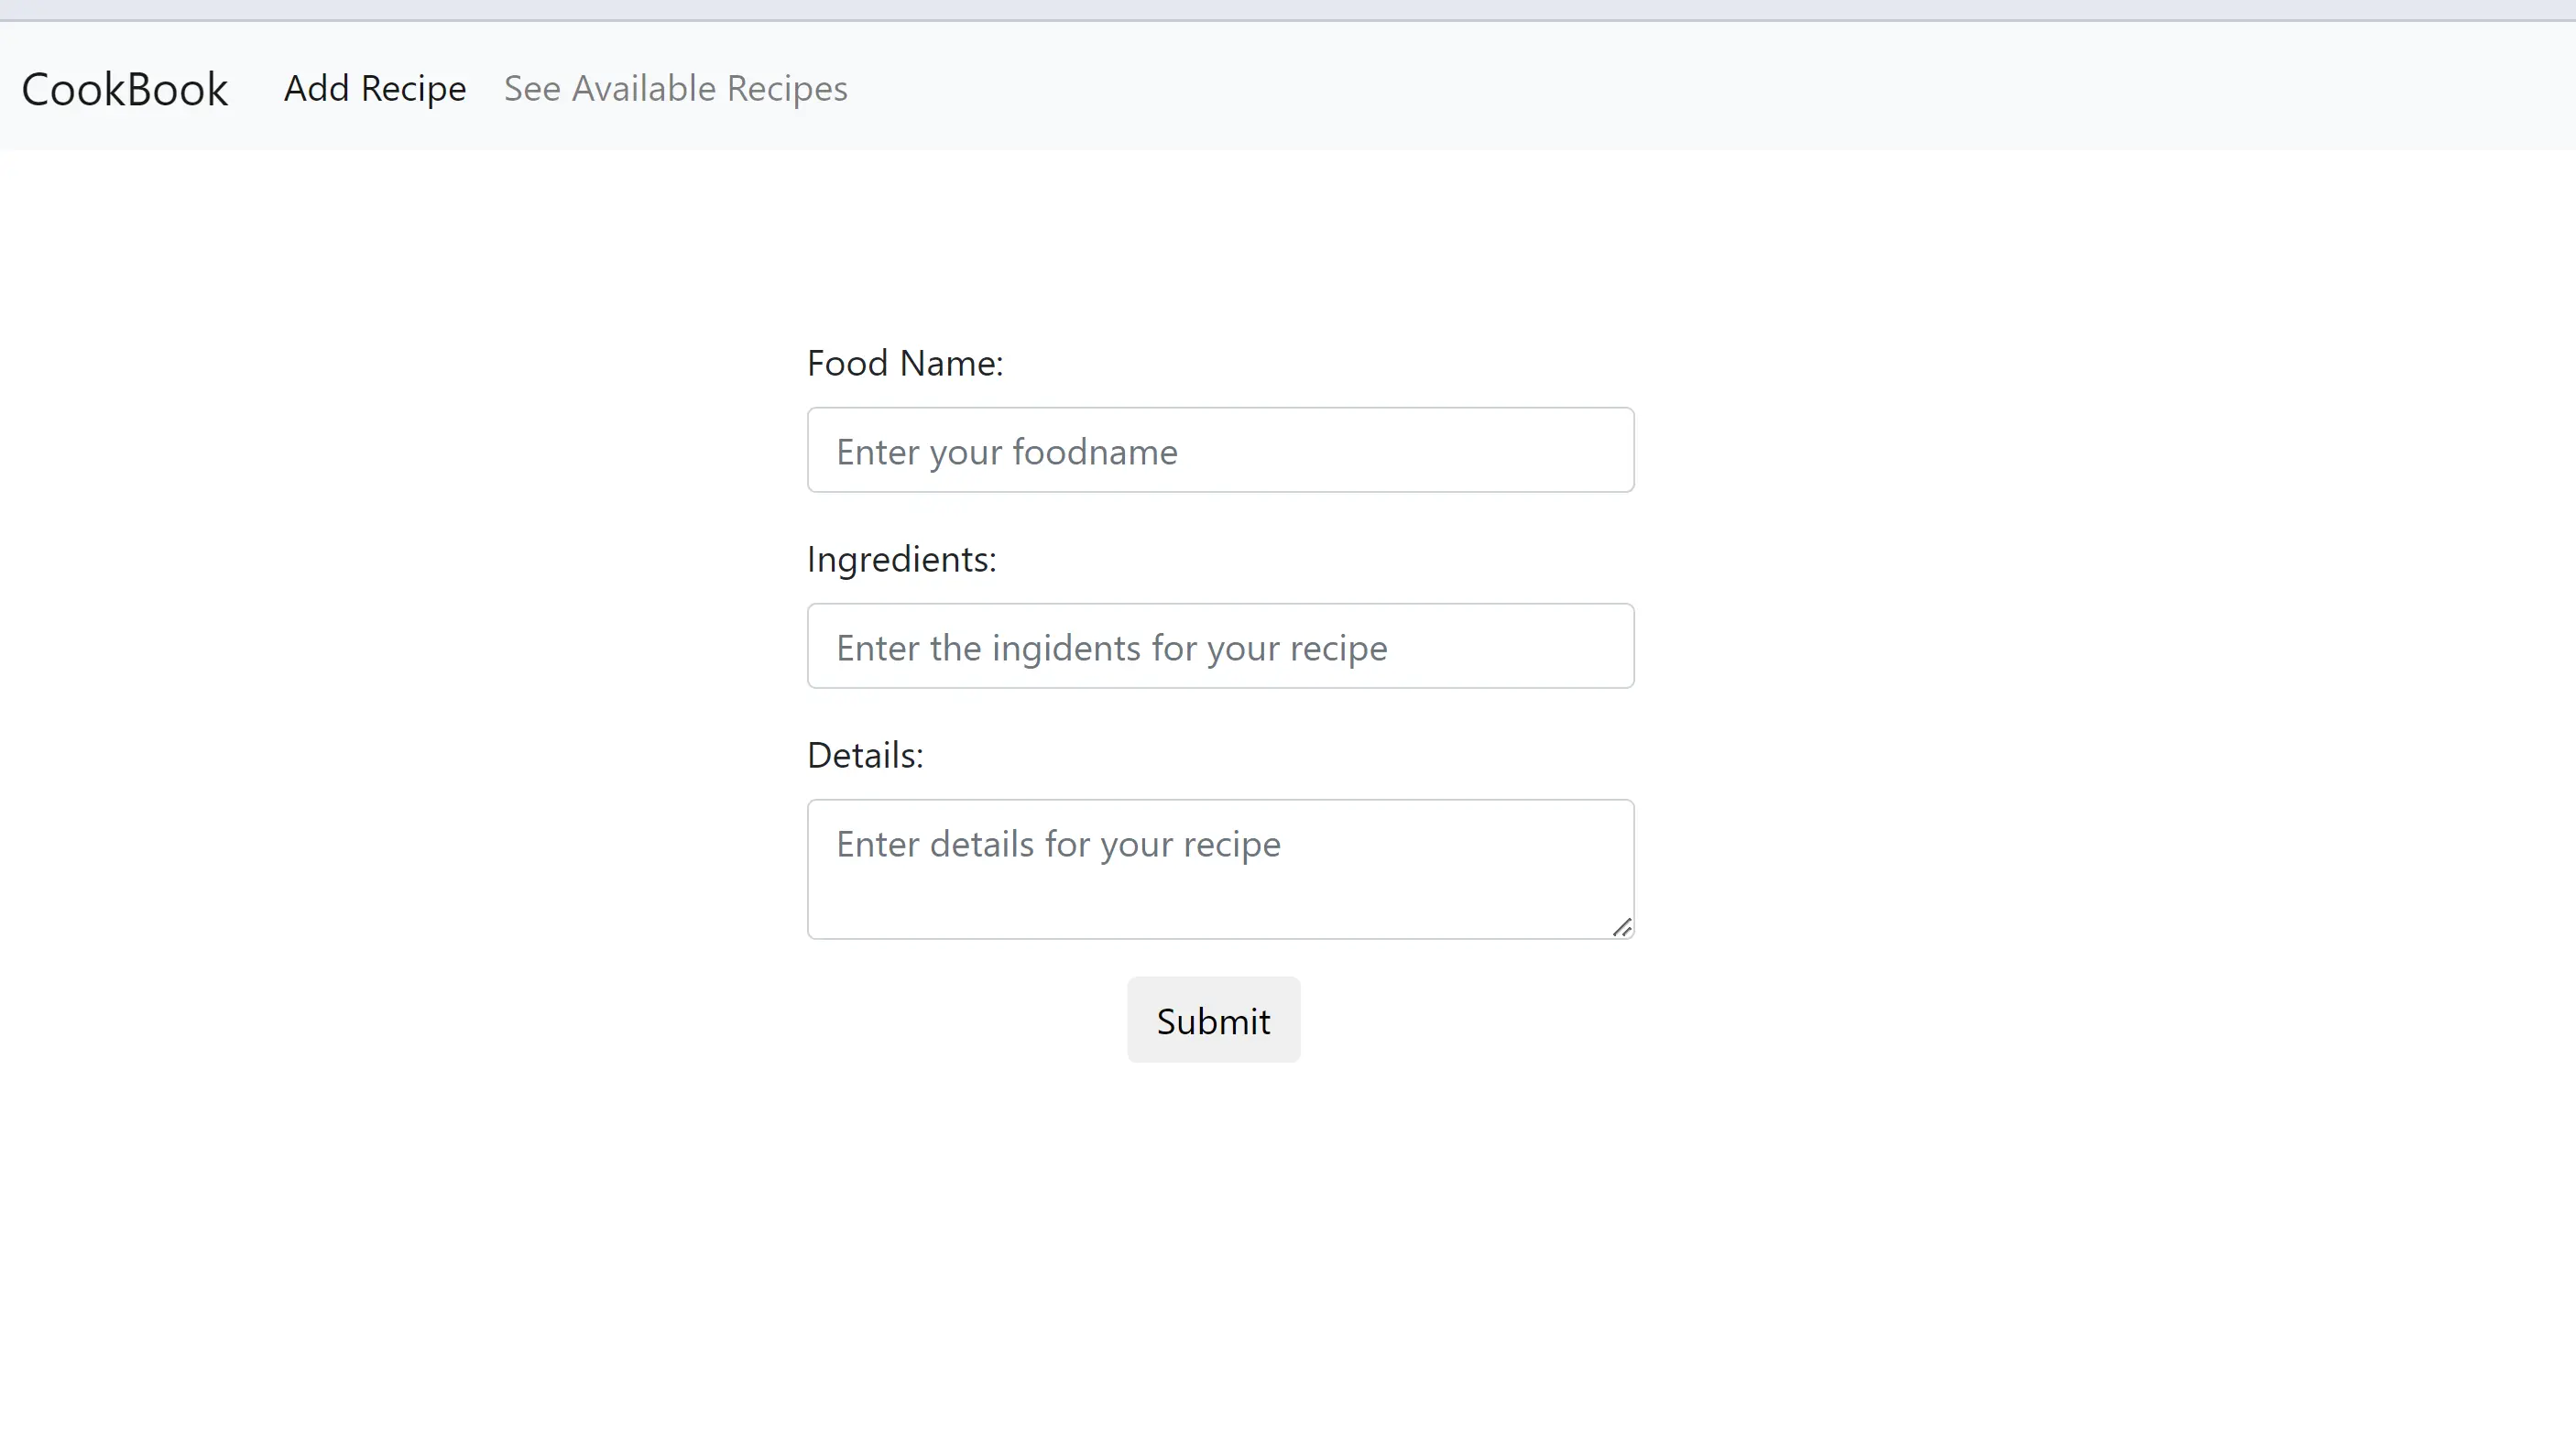 CookBook Add Recipe See Available Recipes
Food Name:
Enter your foodname
Ingredients:
Enter the ingidents for your recipe
Details:
Enter details for your recipe
Submit